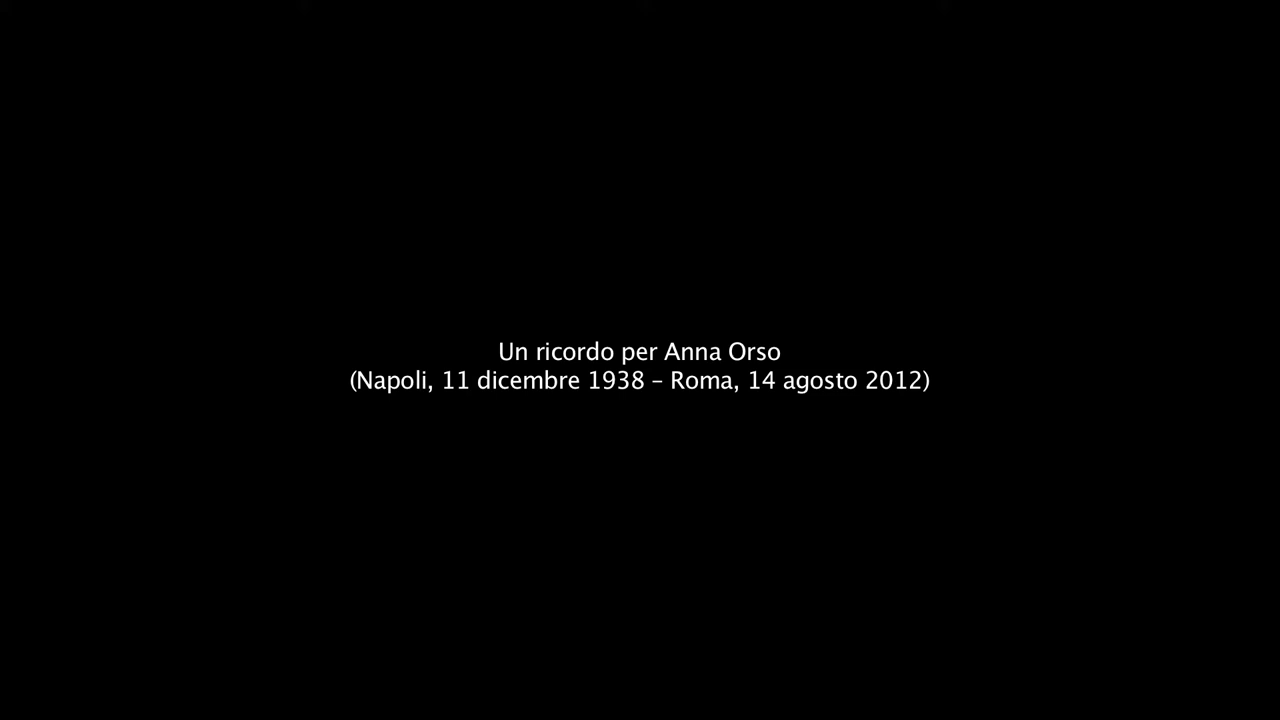 Un ricordo per Anna Orso
(Napoli, 11 dicembre 1938 – Roma, 14 agosto 2012)